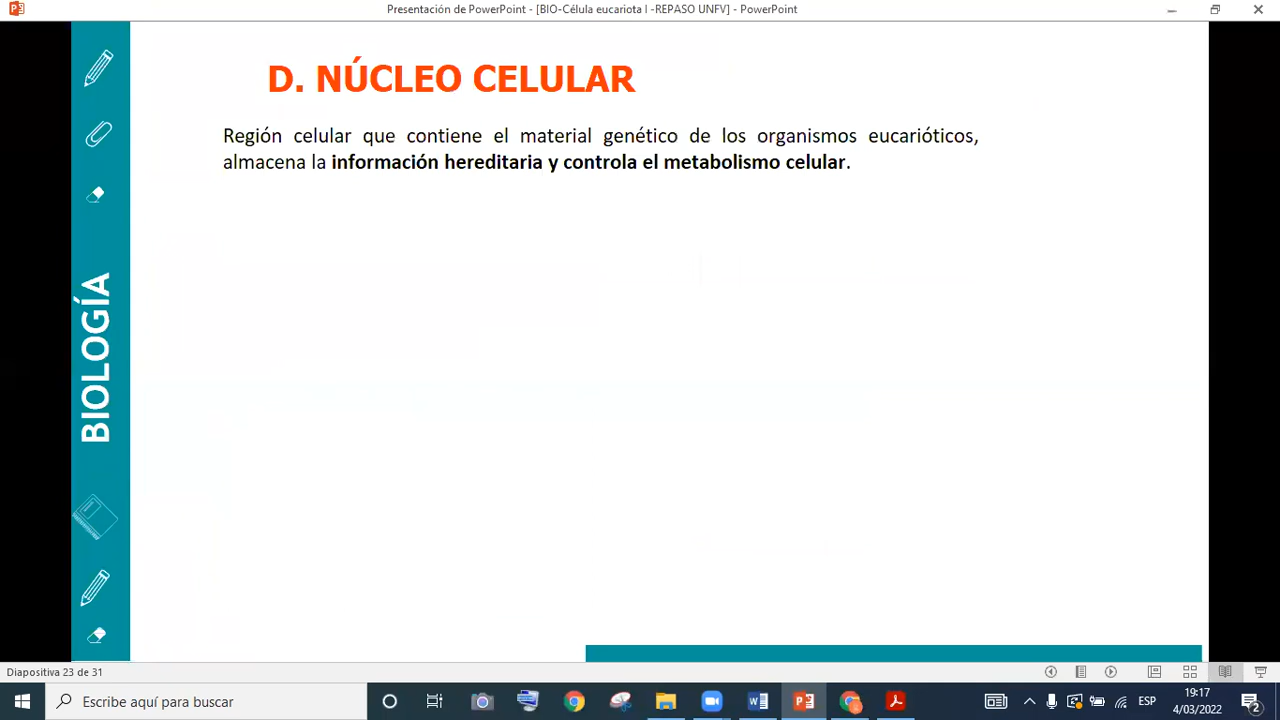 Presentación de PowerPoint - [BIO-Célula eucariota I -REPASO UNFV] - PowerPoint
D. NÚCLEO CELULAR
Región celular que contiene el material genético de los organismos eucarióticos,
almacena la información hereditaria y controla el metabolismo celular.
BIOLOGÍA
Diapositiva 23 de 31
Escribe aquí para buscar
ESP
19:17
4/03/2022
2